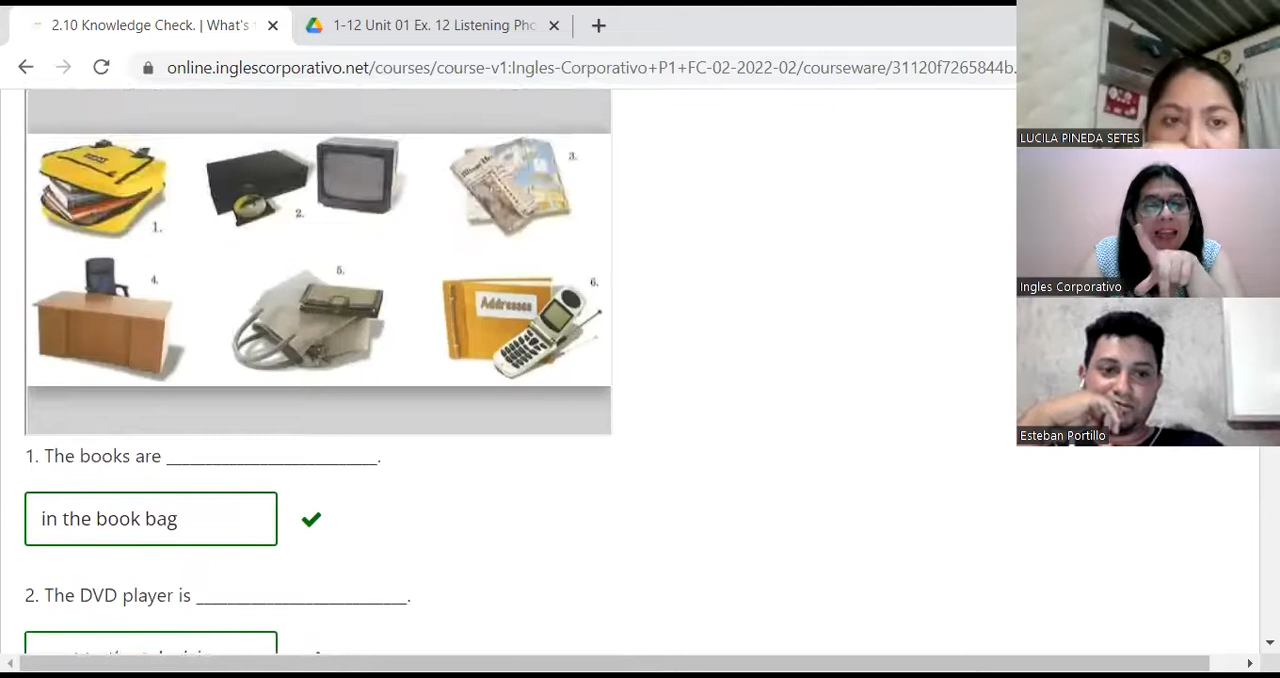 2.10 Knowledge Check. | What's
1-12 Unit 01 Ex. 12 Listening Pho
online.inglescorporativo.net/courses/course-v1:Ingles-Corporativo+P1+FC-02-2022-02/courseware/31120f7265844b.
1.
2.
3.
4.
5.
6.
Addresses
1. The books are ________________________.
in the book bag
2. The DVD player is ________________________.
LUCILA PINEDA SETES
Ingles Corporativo
Esteban Portillo